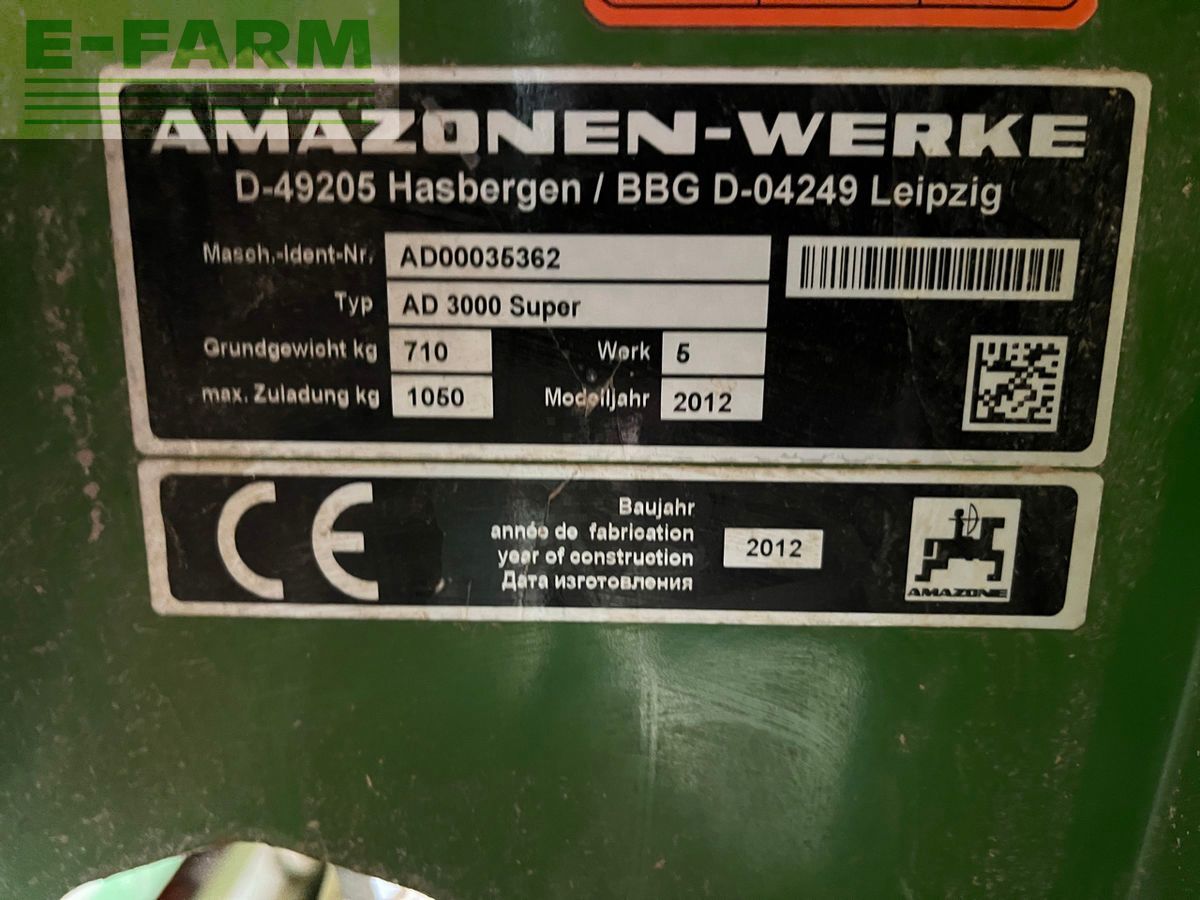 E-FARM
AMAZONEN-WERKE
D-49205 Hasbergen / BBG D-04249 Leipzig
Masch.-Ident-Nr. AD00035362
Typ AD 3000 Super
Grundgewicht kg 710 Werk 5
max. Zuladung kg 1050 Modelljahr 2012
CE
Baujahr
année de fabrication
year of construction 2012
Дата изготовления
AMAZONE